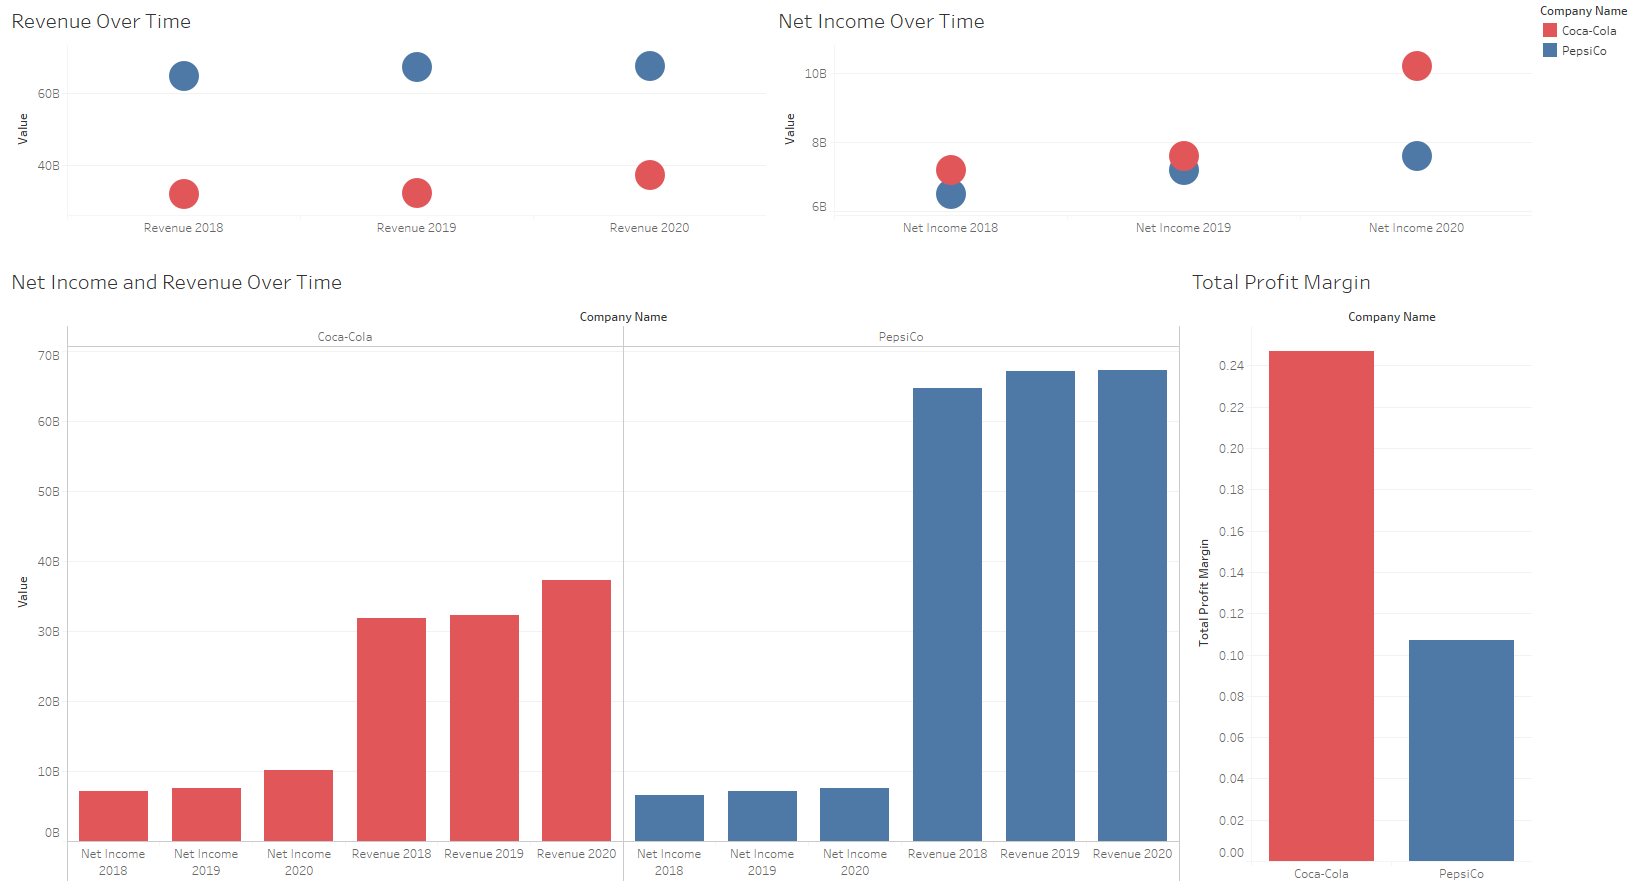 Revenue Over Time
Value
60B
40B
Revenue 2018
Revenue 2019
Revenue 2020
Net Income Over Time
Value
10B
8B
6B
Net Income 2018
Net Income 2019
Net Income 2020
Company Name
Coca-Cola
PepsiCo
Net Income and Revenue Over Time
Company Name
Coca-Cola
PepsiCo
Value
70B
60B
50B
40B
30B
20B
10B
0B
Net Income
2018
Net Income
2019
Net Income
2020
Revenue 2018
Revenue 2019
Revenue 2020
Net Income
2018
Net Income
2019
Net Income
2020
Revenue 2018
Revenue 2019
Revenue 2020
Total Profit Margin
Company Name
Total Profit Margin
0.24
0.22
0.20
0.18
0.16
0.14
0.12
0.10
0.08
0.06
0.04
0.02
0.00
Coca-Cola
PepsiCo